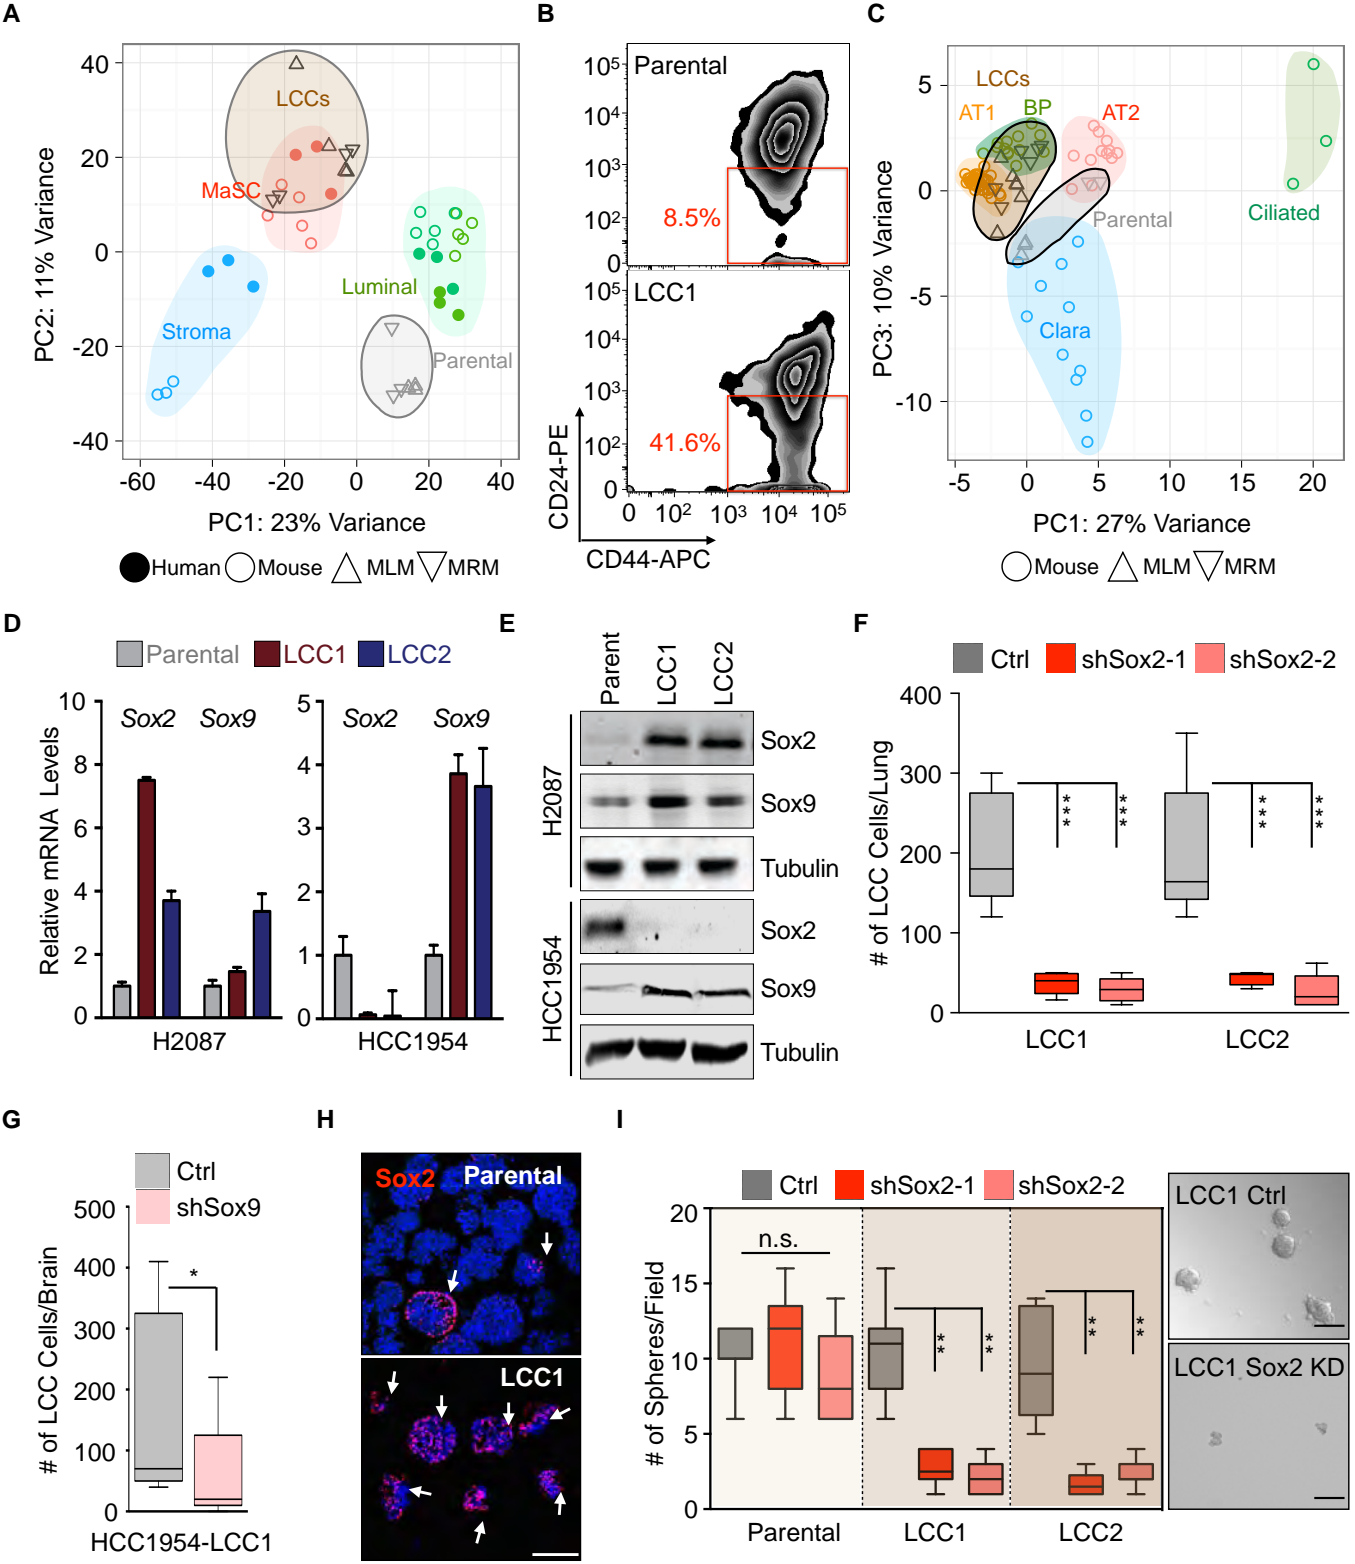 A
40
20
0
-20
-40
PC2: 11% Variance
LCCs
MaSC
Luminal
Stroma
Parental
-60
-40
-20
0
20
40
PC1: 23% Variance
Human
Mouse
MLM
MRM
B
10⁵
10⁴
10³
10²
0
Parental
8.5%
10⁵
10⁴
10³
10²
0
LCC1
41.6%
CD24-PE
0
10²
10³
10⁴
10⁵
CD44-APC
C
5
0
-5
-10
PC3: 10% Variance
LCCs
AT1
BP
AT2
Parental
Ciliated
Clara
-5
0
5
10
15
20
PC1: 27% Variance
Mouse
MLM
MRM
D
Parental
LCC1
LCC2
Relative mRNA Levels
10
8
6
4
2
0
Sox2
Sox9
H2087
5
4
3
2
1
0
Sox2
Sox9
HCC1954
E
Parent
LCC1
LCC2
H2087
Sox2
Sox9
Tubulin
HCC1954
Sox2
Sox9
Tubulin
F
Ctrl
shSox2-1
shSox2-2
# of LCC Cells/Lung
400
300
200
100
0
***
***
***
***
LCC1
LCC2
G
Ctrl
shSox9
# of LCC Cells/Brain
500
400
300
200
100
0
*
HCC1954-LCC1
H
Sox2
Parental
LCC1
I
Ctrl
shSox2-1
shSox2-2
# of Spheres/Field
20
15
10
5
0
n.s.
**
**
**
**
Parental
LCC1
LCC2
LCC1 Ctrl
LCC1 Sox2 KD